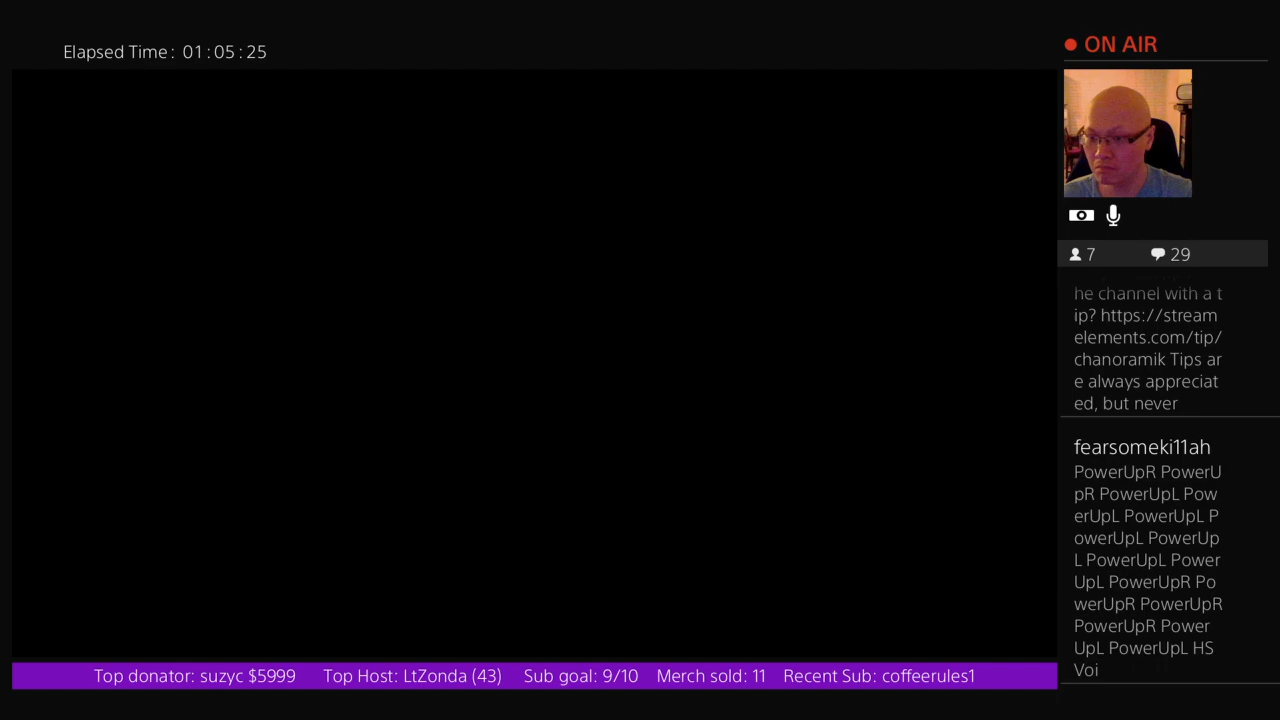 Elapsed Time: 01:05:25
ON AIR
7 29
he channel with a t
ip? https://stream
elements.com/tip/
chanoramik Tips ar
e always appreciat
ed, but never
fearsomeki11ah
PowerUpR PowerU
pR PowerUpL Pow
erUpL PowerUpL P
owerUpL PowerUp
L PowerUpL Power
UpL PowerUpR Po
werUpR PowerUpR
PowerUpR Power
UpL PowerUpL HS
Voi
Top donator: suzyc $5999 Top Host: LtZonda (43) Sub goal: 9/10 Merch sold: 11 Recent Sub: coffeerules1